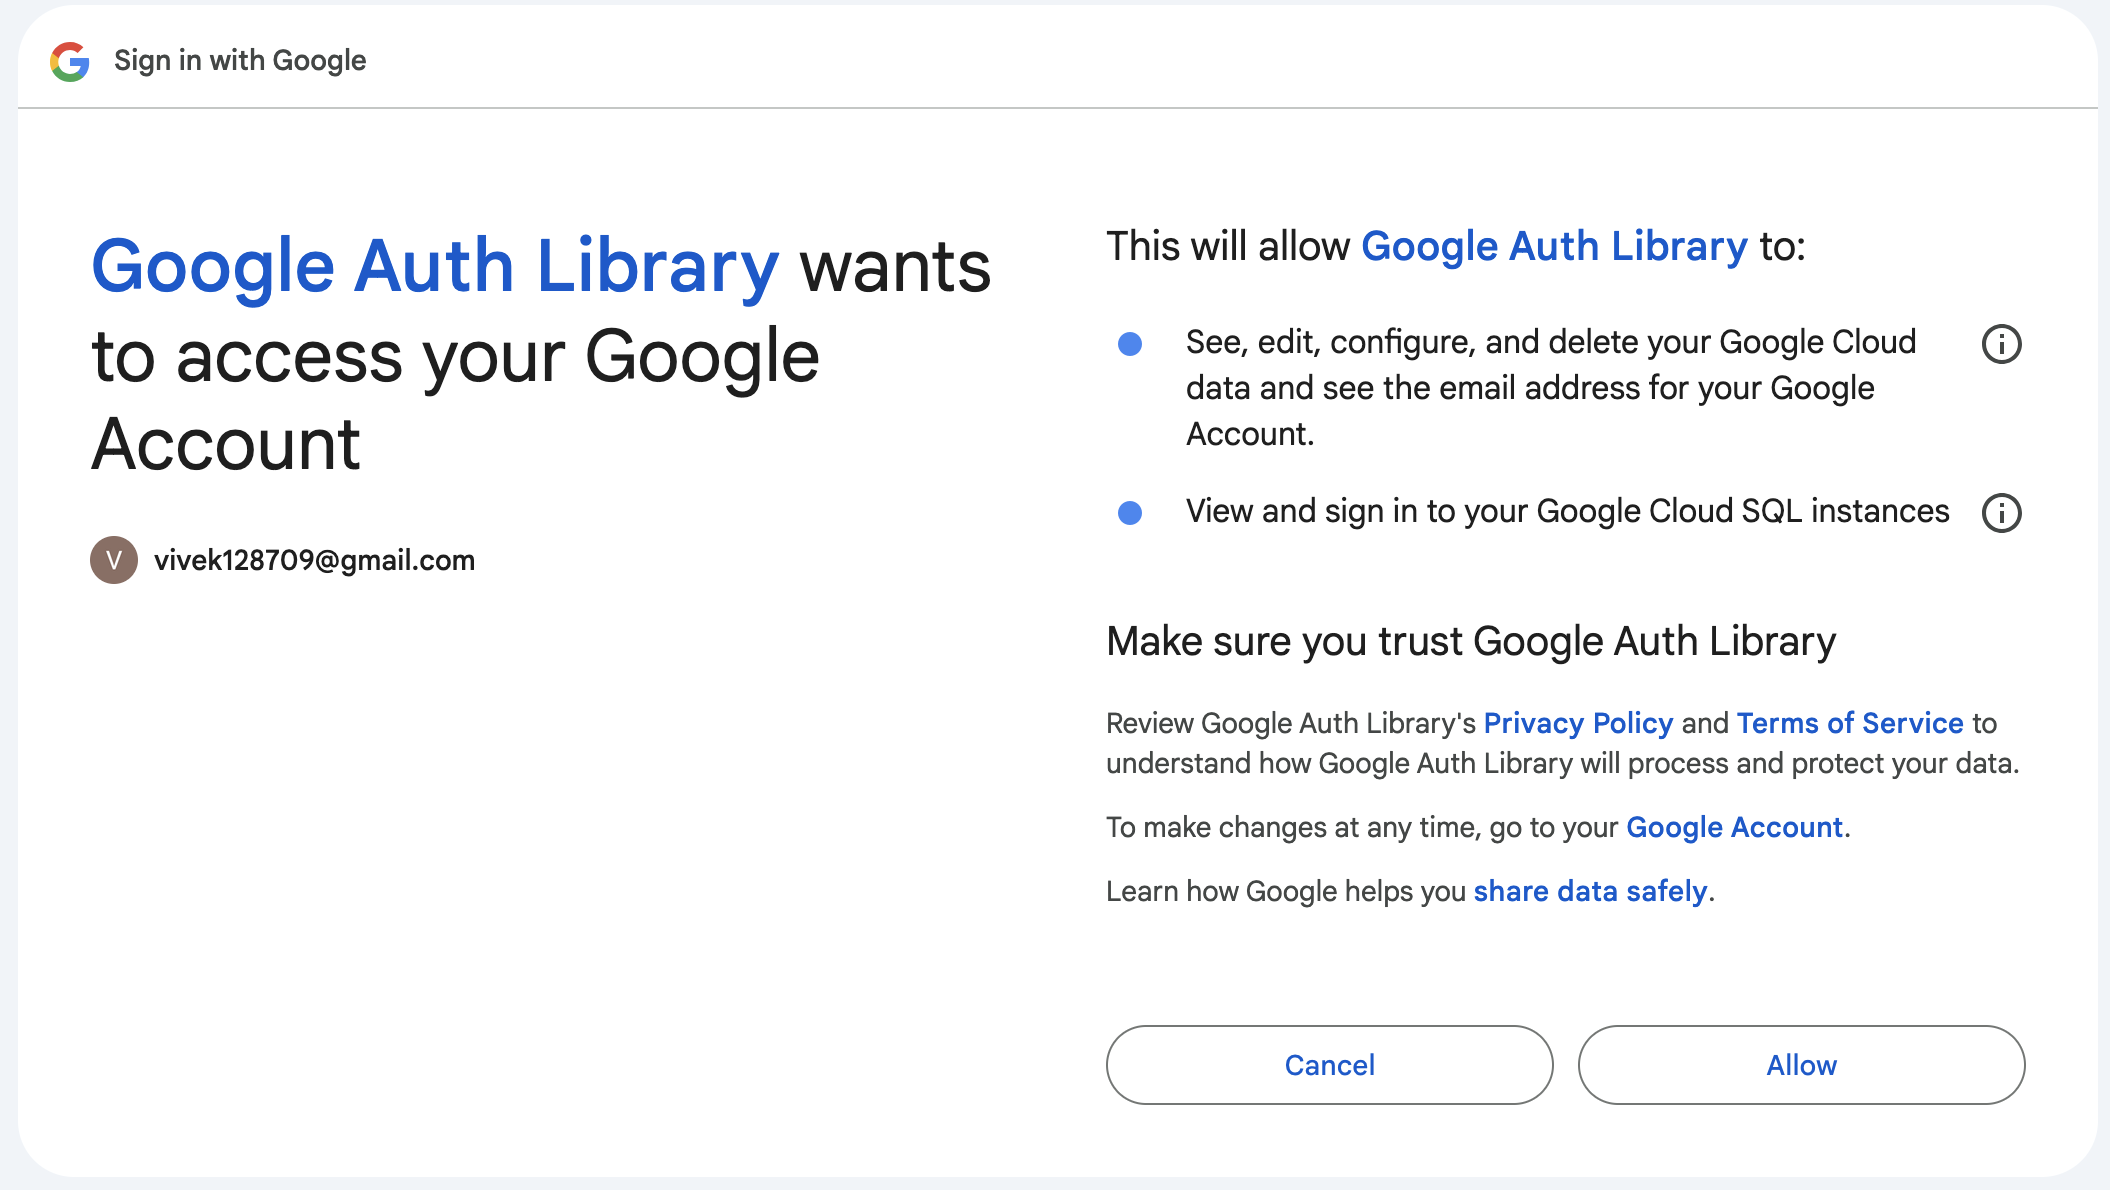 Sign in with Google
Google Auth Library wants
to access your Google
Account
V vivek128709@gmail.com
This will allow Google Auth Library to:
See, edit, configure, and delete your Google Cloud
data and see the email address for your Google
Account.
View and sign in to your Google Cloud SQL instances
Make sure you trust Google Auth Library
Review Google Auth Library's Privacy Policy and Terms of Service to
understand how Google Auth Library will process and protect your data.
To make changes at any time, go to your Google Account.
Learn how Google helps you share data safely.
Cancel
Allow